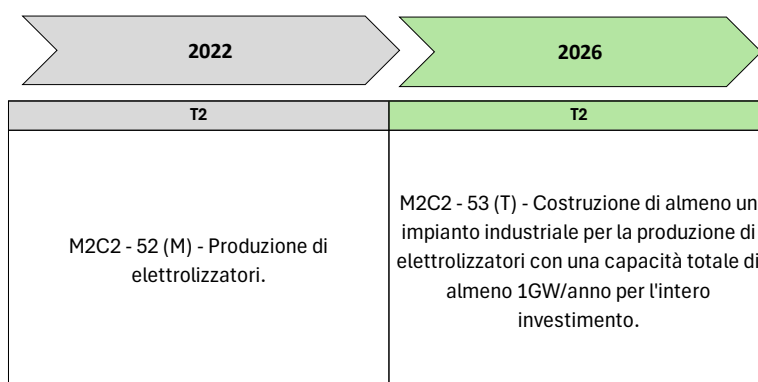 2022
2026
T2
T2
M2C2 - 52 (M) - Produzione di
elettrolizzatori.
M2C2 - 53 (T) - Costruzione di almeno un
impianto industriale per la produzione di
elettrolizzatori con una capacità totale di
almeno 1GW/anno per l'intero
investimento.